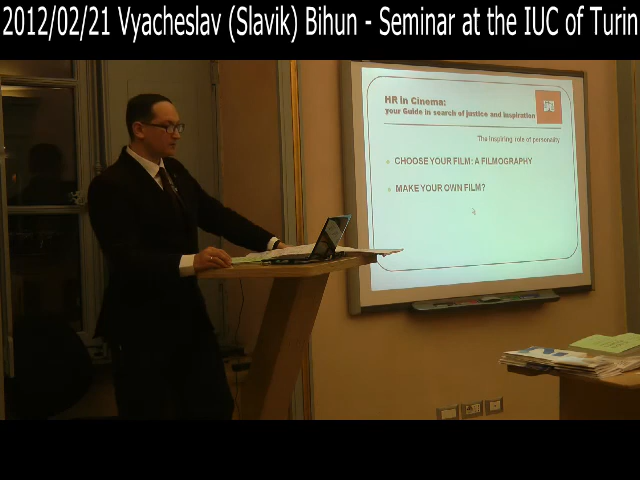 2012/02/21 Vyacheslav (Slavik) Bihun - Seminar at the IUC of Turin
HR in Cinema:
your Guide in search of justice and inspiration
The inspiring role of personality
CHOOSE YOUR FILM: A FILMOGRAPHY
MAKE YOUR OWN FILM?